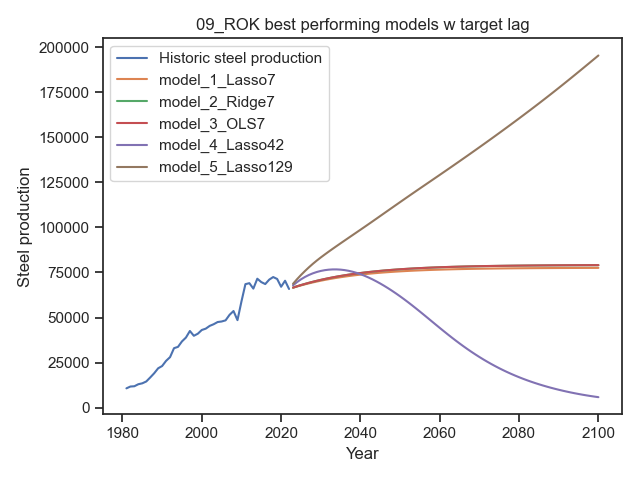 09_ROK best performing models w target lag
Steel production
200000
175000
150000
125000
100000
75000
50000
25000
0
Historic steel production
model_1_Lasso7
model_2_Ridge7
model_3_OLS7
model_4_Lasso42
model_5_Lasso129
1980
2000
2020
2040
2060
2080
2100
Year